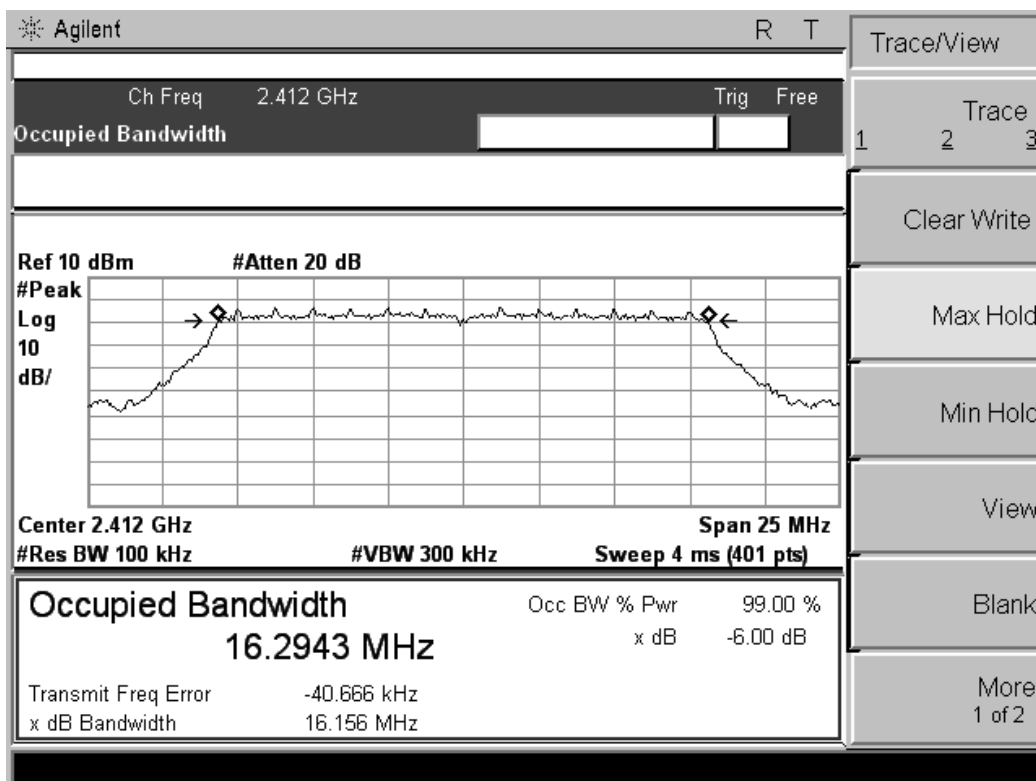 Agilent R T
Trace/View
Ch Freq 2.412 GHz Trig Free
Occupied Bandwidth
Trace
1 2 3
Clear Write
Ref 10 dBm #Atten 20 dB
#Peak
Log
10
dB/
Max Hold
Min Hold
View
Center 2.412 GHz Span 25 MHz
#Res BW 100 kHz #VBW 300 kHz Sweep 4 ms (401 pts)
Occupied Bandwidth
16.2943 MHz
Occ BW % Pwr 99.00 %
x dB -6.00 dB
Transmit Freq Error -40.666 kHz
x dB Bandwidth 16.156 MHz
Blank
More
1 of 2